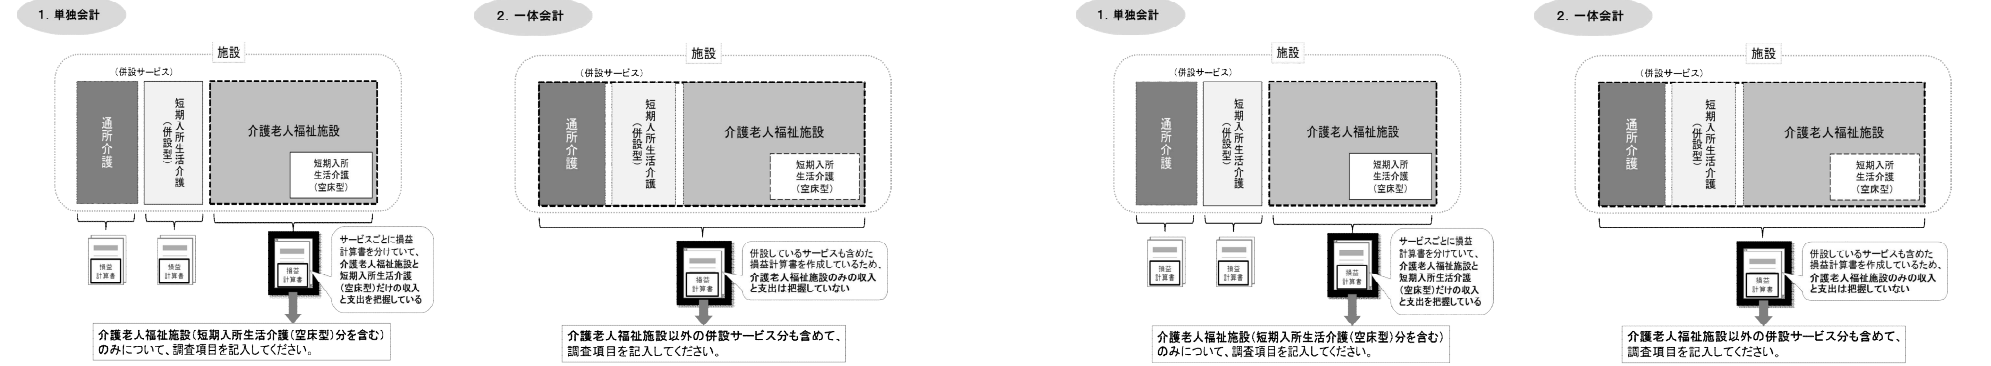 1．単独会計
施設
（併設サービス）
通所介護
短期入所生活介護
（併設型）
介護老人福祉施設
短期入所
生活介護
（空床型）
損益
計算書
損益
計算書
損益
計算書
サービスごとに損益
計算書を分けていて、
介護老人福祉施設と
短期入所生活介護
（空床型）だけの収入
と支出を把握している
介護老人福祉施設（短期入所生活介護（空床型）分を含む）
のみについて、調査項目を記入してください。
2．一体会計
施設
（併設サービス）
通所介護
短期入所生活介護
（併設型）
介護老人福祉施設
短期入所
生活介護
（空床型）
損益
計算書
併設しているサービスも含めた
損益計算書を作成しているため、
介護老人福祉施設のみの収入
と支出は把握していない
介護老人福祉施設以外の併設サービス分も含めて、
調査項目を記入してください。
1．単独会計
施設
（併設サービス）
通所介護
短期入所生活介護
（併設型）
介護老人福祉施設
短期入所
生活介護
（空床型）
損益
計算書
損益
計算書
損益
計算書
サービスごとに損益
計算書を分けていて、
介護老人福祉施設と
短期入所生活介護
（空床型）だけの収入
と支出を把握している
介護老人福祉施設（短期入所生活介護（空床型）分を含む）
のみについて、調査項目を記入してください。
2．一体会計
施設
（併設サービス）
通所介護
短期入所生活介護
（併設型）
介護老人福祉施設
短期入所
生活介護
（空床型）
損益
計算書
併設しているサービスも含めた
損益計算書を作成しているため、
介護老人福祉施設のみの収入
と支出は把握していない
介護老人福祉施設以外の併設サービス分も含めて、
調査項目を記入してください。